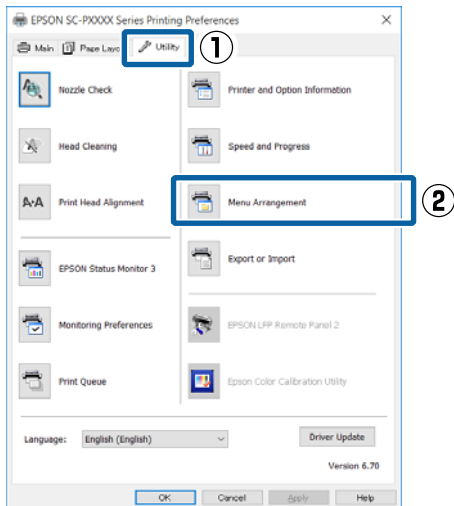 EPSON SC-PXXXX Series Printing Preferences
Main Page Layo Utility ①
Nozzle Check
Printer and Option Information
Head Cleaning
Speed and Progress
A·A Print Head Alignment
Menu Arrangement ②
EPSON Status Monitor 3
Export or Import
Monitoring Preferences
EPSON LFP Remote Panel 2
Print Queue
Epson Color Calibration Utility
Language: English (English)
Driver Update
Version 6.70
OK Cancel Apply Help